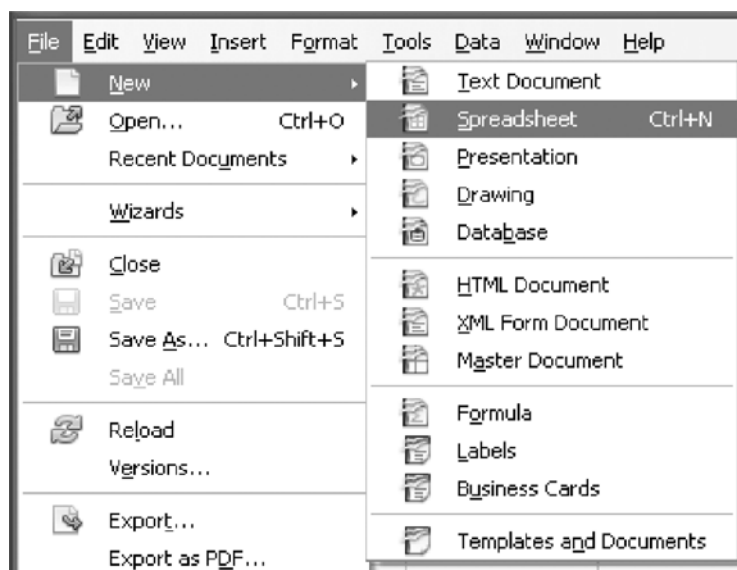 File Edit View Insert Format Tools Data Window Help
New
Open... Ctrl+O
Recent Documents
Wizards
Close
Save Ctrl+S
Save As... Ctrl+Shift+S
Save All
Reload
Versions...
Export...
Export as PDF...
Text Document
Spreadsheet Ctrl+N
Presentation
Drawing
Database
HTML Document
XML Form Document
Master Document
Formula
Labels
Business Cards
Templates and Documents